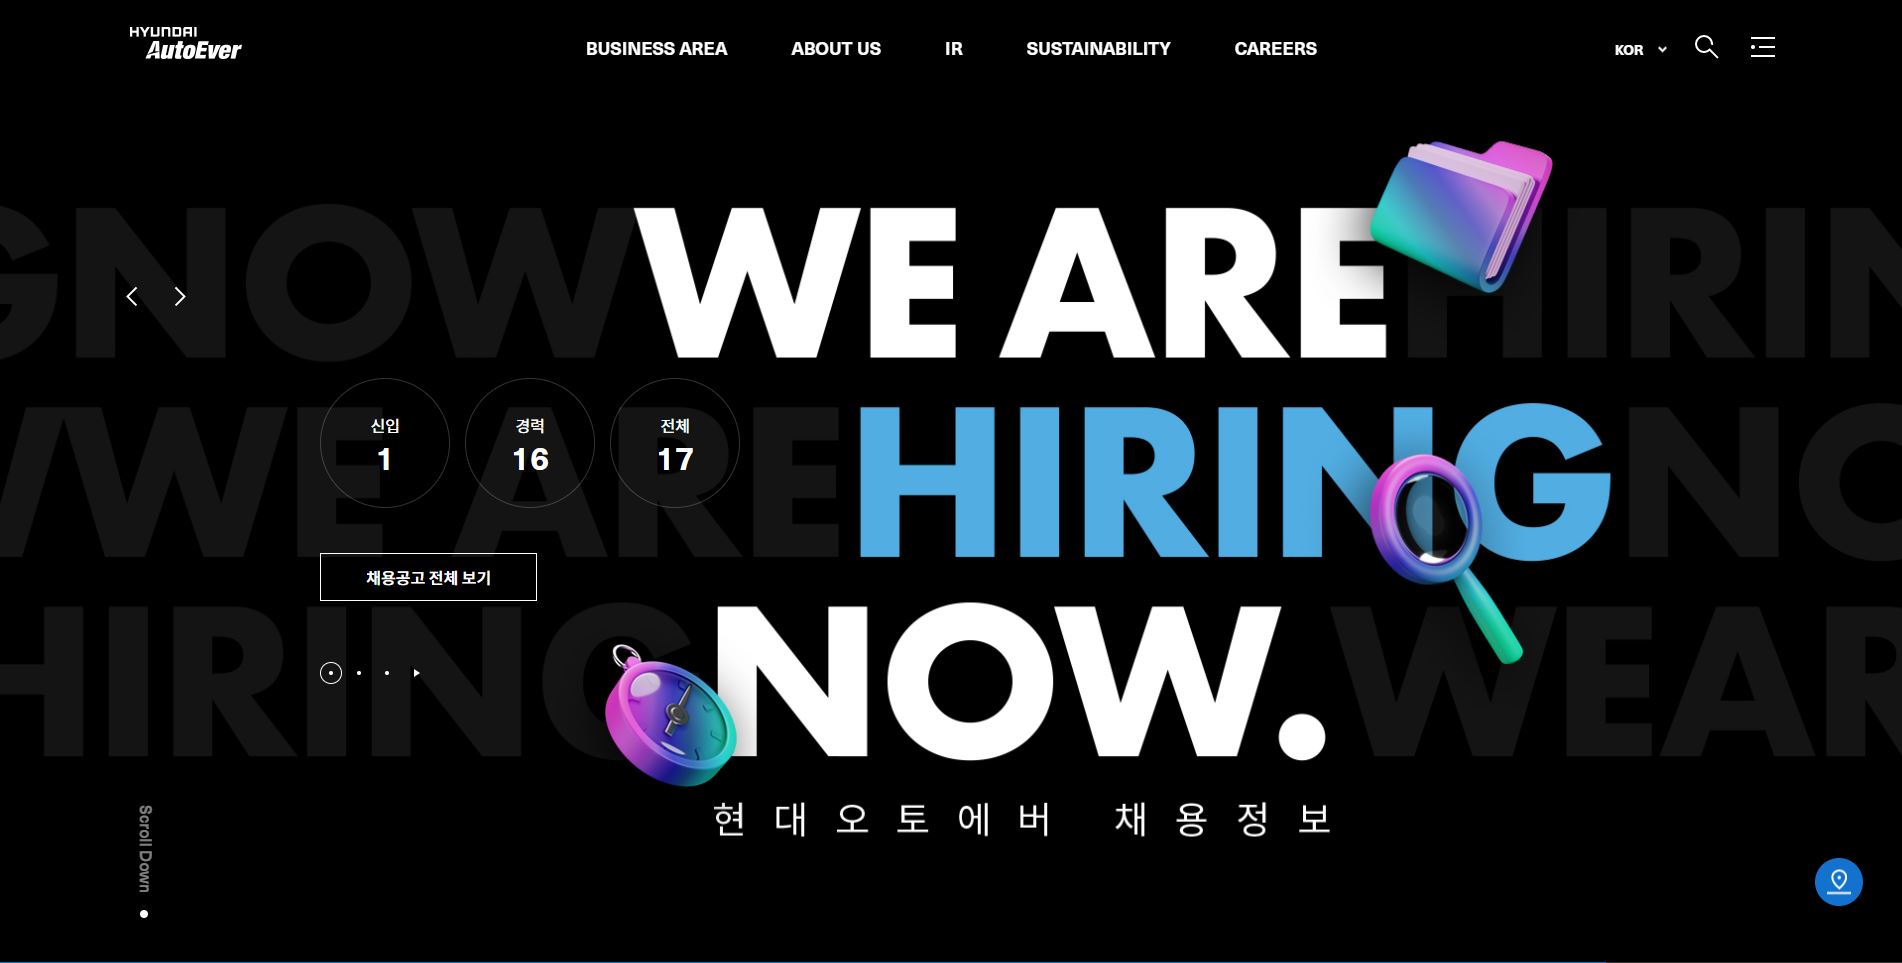 HYUNDAI
AutoEver
BUSINESS AREA
ABOUT US
IR
SUSTAINABILITY
CAREERS
KOR
GNOW
WE ARE
HIRIN
WE ARE
HIRING
NO
HIRING
NOW.
WE AR
신입
1
경력
16
전체
17
채용공고 전체 보기
현대오토에버 채용정보
Scroll Down